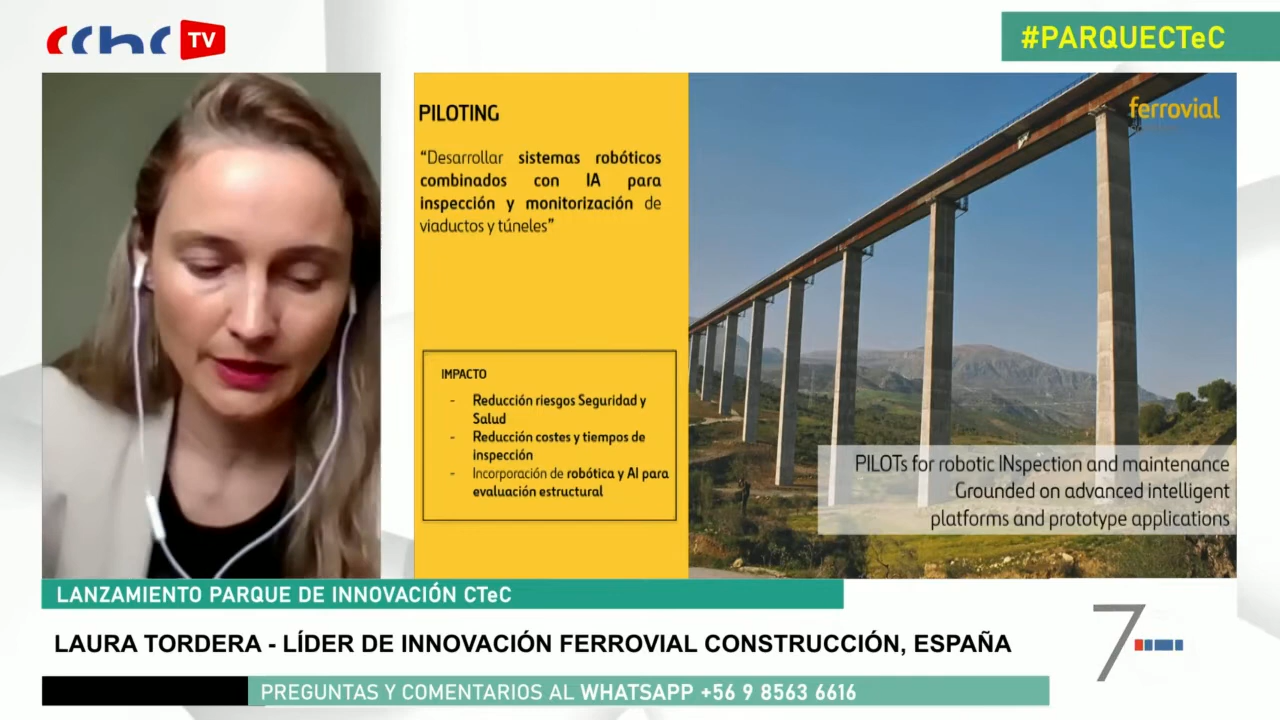 cchc TV
#PARQUECTeC
PILOTING
ferrovial
“Desarrollar sistemas robóticos
combinados con IA para
inspección y monitorización de
viaductos y túneles”
IMPACTO
- Reducción riesgos Seguridad y
Salud
- Reducción costes y tiempos de
inspección
- Incorporación de robótica y AI para
evaluación estructural
PILOTs for robotic INspection and maintenance
Grounded on advanced intelligent
platforms and prototype applications
LANZAMIENTO PARQUE DE INNOVACIÓN CTeC
LAURA TORDERA - LÍDER DE INNOVACIÓN FERROVIAL CONSTRUCCIÓN, ESPAÑA
7
PREGUNTAS Y COMENTARIOS AL WHATSAPP +56 9 8563 6616